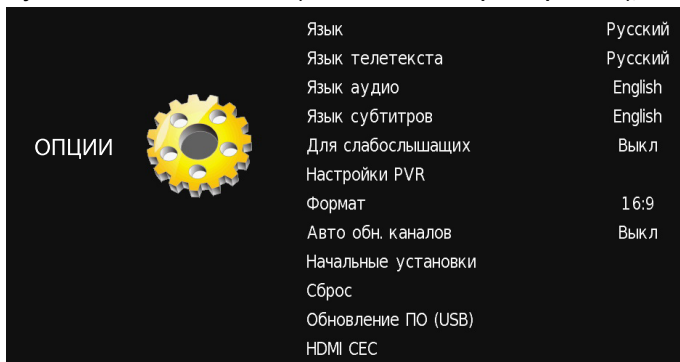 Язык Русский
Язык телетекста Русский
Язык аудио English
Язык субтитров English
ОПЦИИ
Для слабослышащих Выкл
Настройки PVR
Формат 16:9
Авто обн. каналов Выкл
Начальные установки
Сброс
Обновление ПО (USB)
HDMI CEC